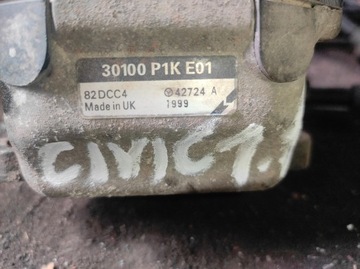 30100 P1K E01
82DCC4 42724 A
Made in UK 1999
CIVIC 1.